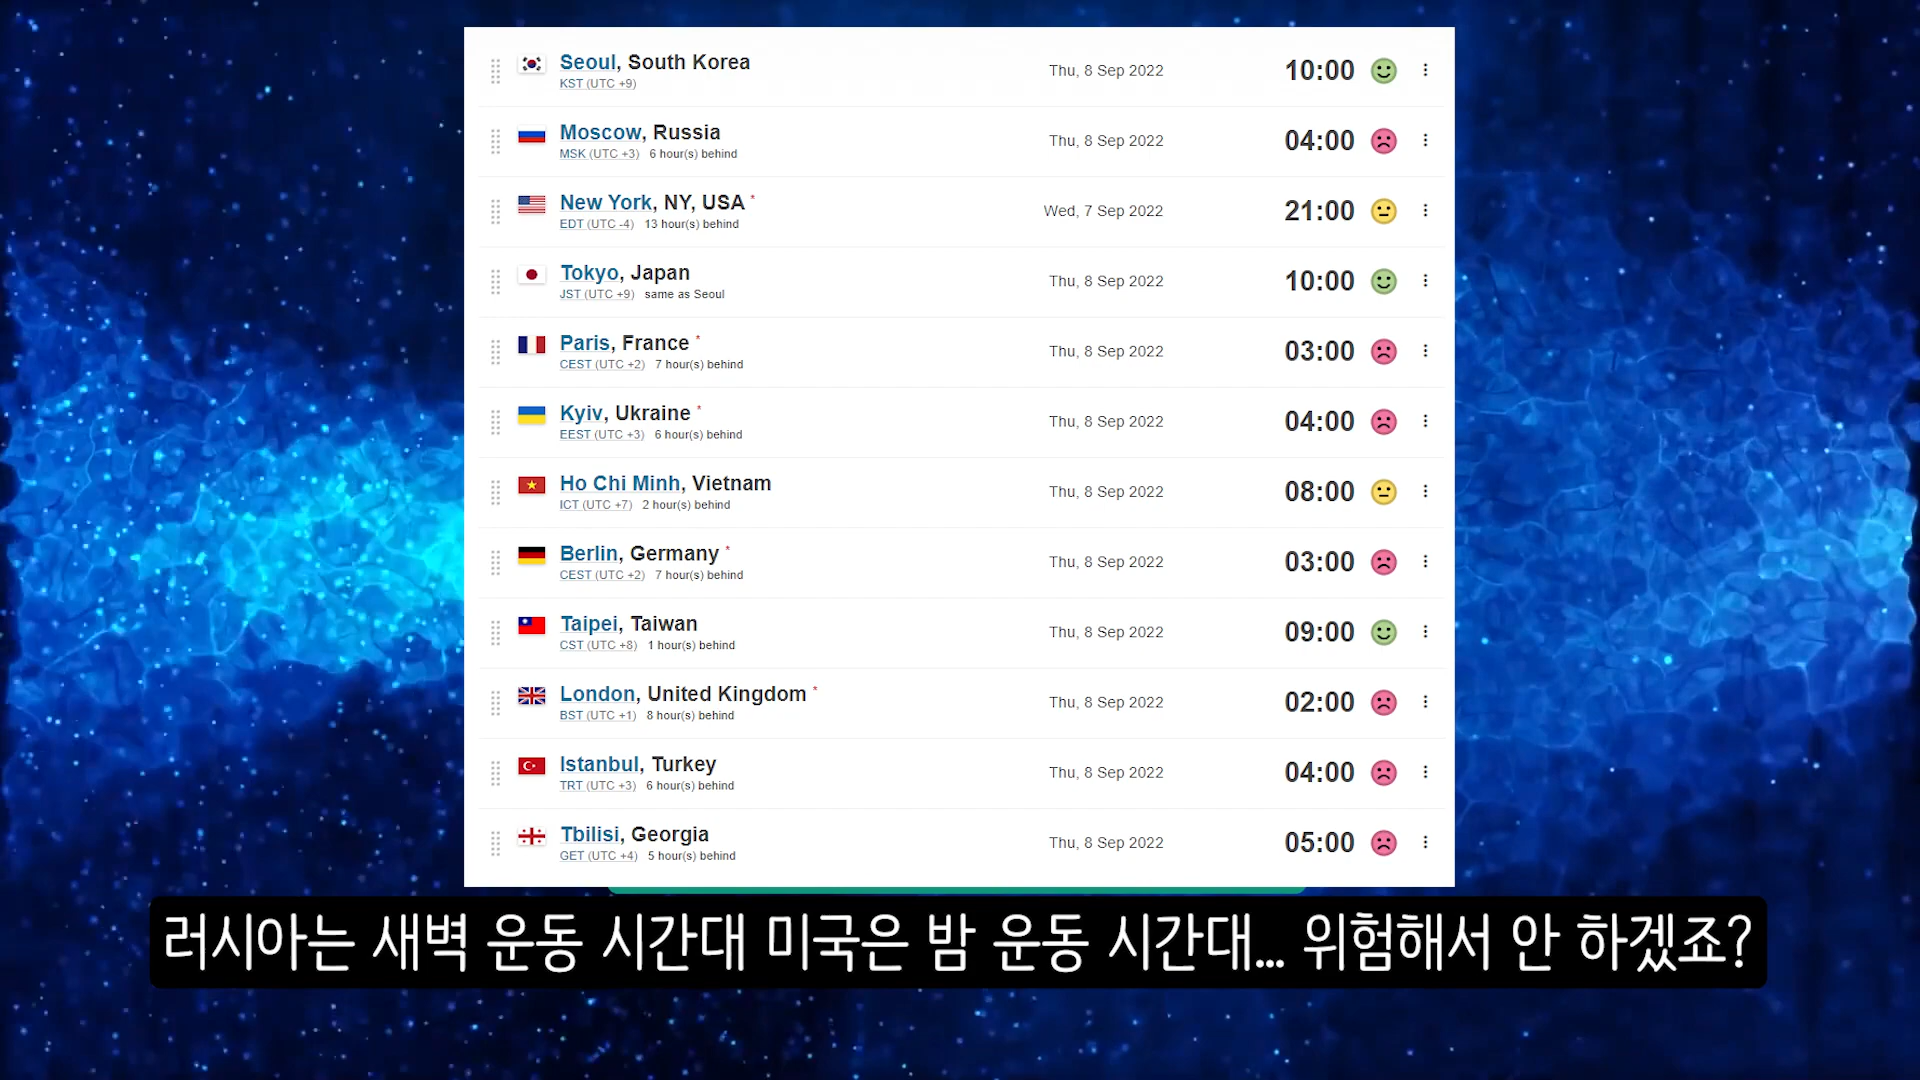 Seoul, South Korea
KST (UTC +9)
Thu, 8 Sep 2022
10:00
Moscow, Russia
MSK (UTC +3) 6 hour(s) behind
Thu, 8 Sep 2022
04:00
New York, NY, USA *
EDT (UTC -4) 13 hour(s) behind
Wed, 7 Sep 2022
21:00
Tokyo, Japan
JST (UTC +9) same as Seoul
Thu, 8 Sep 2022
10:00
Paris, France *
CEST (UTC +2) 7 hour(s) behind
Thu, 8 Sep 2022
03:00
Kyiv, Ukraine *
EEST (UTC +3) 6 hour(s) behind
Thu, 8 Sep 2022
04:00
Ho Chi Minh, Vietnam
ICT (UTC +7) 2 hour(s) behind
Thu, 8 Sep 2022
08:00
Berlin, Germany *
CEST (UTC +2) 7 hour(s) behind
Thu, 8 Sep 2022
03:00
Taipei, Taiwan
CST (UTC +8) 1 hour(s) behind
Thu, 8 Sep 2022
09:00
London, United Kingdom *
BST (UTC +1) 8 hour(s) behind
Thu, 8 Sep 2022
02:00
Istanbul, Turkey
TRT (UTC +3) 6 hour(s) behind
Thu, 8 Sep 2022
04:00
Tbilisi, Georgia
GET (UTC +4) 5 hour(s) behind
Thu, 8 Sep 2022
05:00
러시아는 새벽 운동 시간대 미국은 밤 운동 시간대... 위험해서 안 하겠죠?